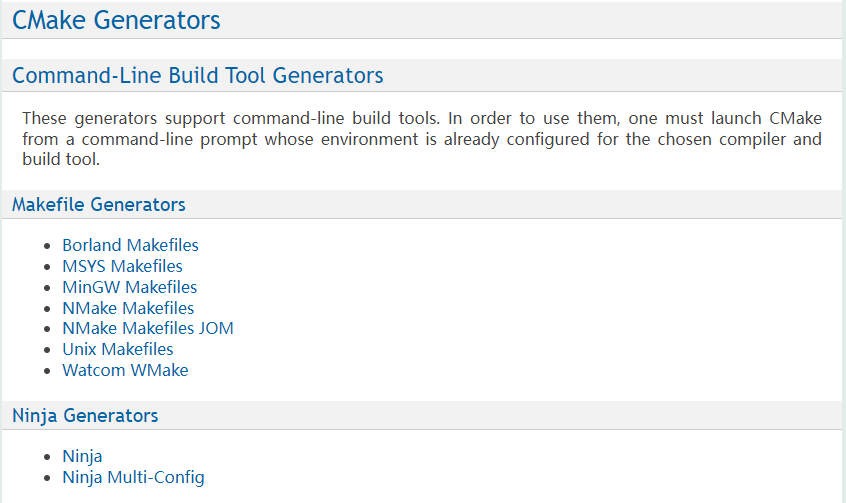 CMake Generators
Command-Line Build Tool Generators
These generators support command-line build tools. In order to use them, one must launch CMake
from a command-line prompt whose environment is already configured for the chosen compiler and
build tool.
Makefile Generators
Borland Makefiles
MSYS Makefiles
MinGW Makefiles
NMake Makefiles
NMake Makefiles JOM
Unix Makefiles
Watcom WMake
Ninja Generators
Ninja
Ninja Multi-Config